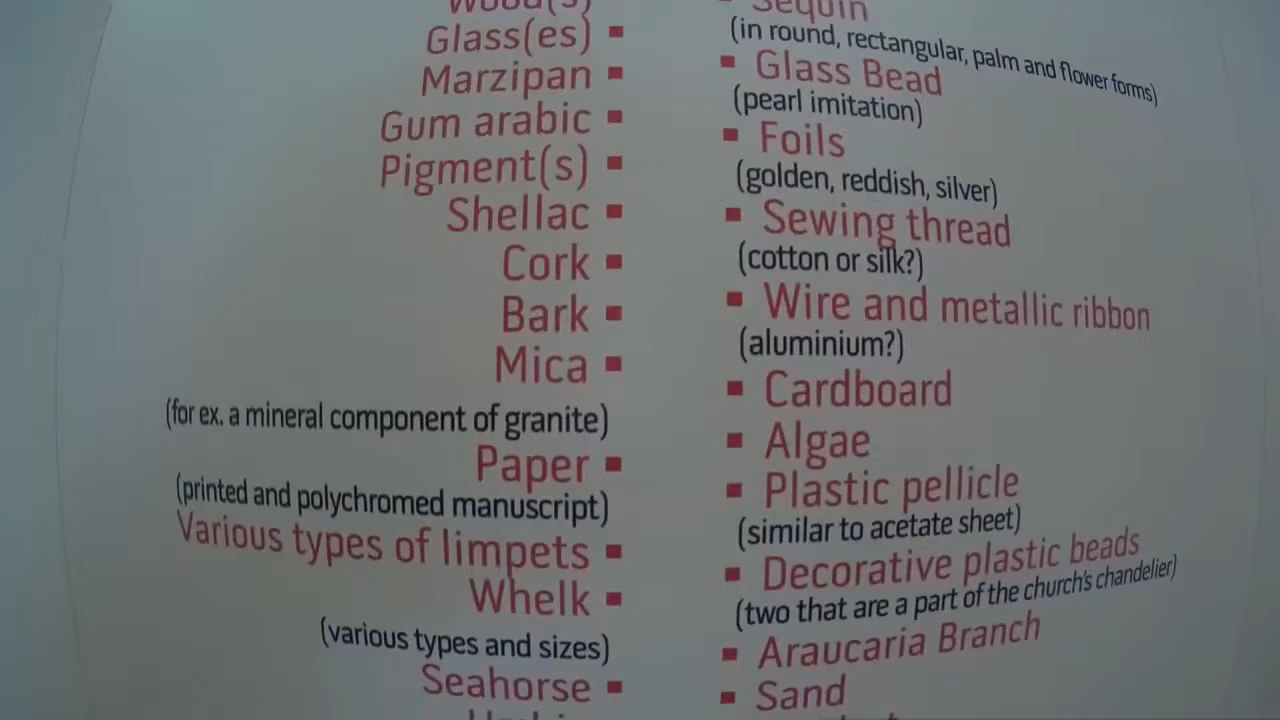 Wood(s)
Glass(es)
Marzipan
Gum arabic
Pigment(s)
Shellac
Cork
Bark
Mica
(for ex. a mineral component of granite)
Paper
(printed and polychromed manuscript)
Various types of limpets
Whelk
(various types and sizes)
Seahorse
Sequin
(in round, rectangular, palm and flower forms)
Glass Bead
(pearl imitation)
Foils
(golden, reddish, silver)
Sewing thread
(cotton or silk?)
Wire and metallic ribbon
(aluminium?)
Cardboard
Algae
Plastic pellicle
(similar to acetate sheet)
Decorative plastic beads
(two that are a part of the church's chandelier)
Araucaria Branch
Sand